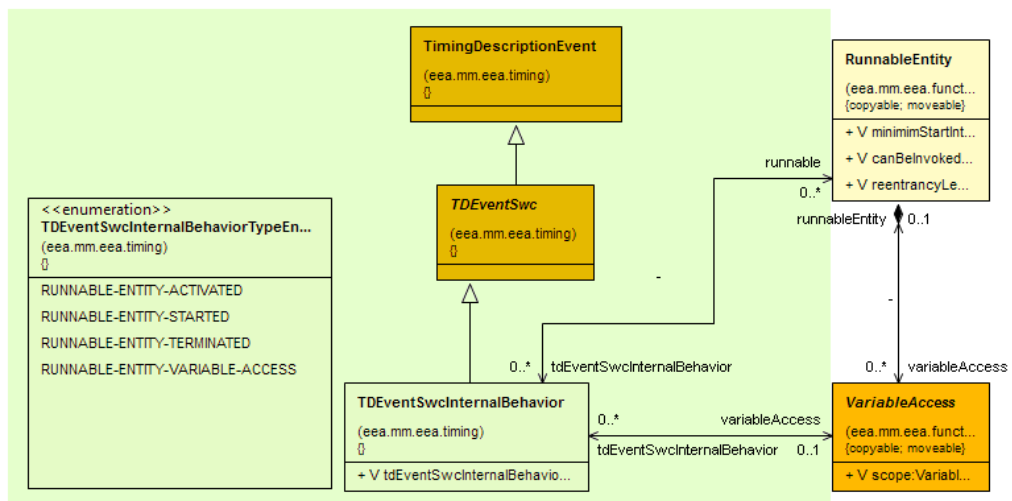 TimingDescriptionEvent
(eea.mm.eea.timing)
{}
RunnableEntity
(eea.mm.eea.funct...
{copyable; moveable}
+ V minimimStartInt...
+ V canBeInvoked...
+ V reentrancyLe...
runnable
0..*
runnableEntity
0..1
<<enumeration>>
TDEventSwcInternalBehaviorTypeEn...
(eea.mm.eea.timing)
{}
RUNNABLE-ENTITY-ACTIVATED
RUNNABLE-ENTITY-STARTED
RUNNABLE-ENTITY-TERMINATED
RUNNABLE-ENTITY-VARIABLE-ACCESS
TDEventSwc
(eea.mm.eea.timing)
{}
-
-
0..*
tdEventSwcInternalBehavior
0..*
variableAccess
TDEventSwcInternalBehavior
(eea.mm.eea.timing)
{}
+ V tdEventSwcInternalBehavio...
0..*
variableAccess
tdEventSwcInternalBehavior
0..1
VariableAccess
(eea.mm.eea.funct...
{copyable; moveable}
+ V scope:Variabl...